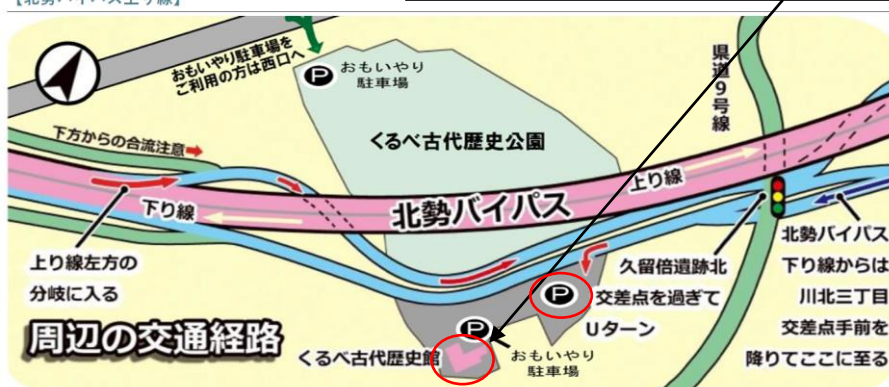 【北勢バイパス上り線】
おもいやり駐車場を
ご利用の方は西口へ
P
おもいやり
駐車場
県道9号線
くるべ古代歴史公園
下方からの合流注意
上り線
下り線
北勢バイパス
上り線左方の
分岐に入る
久留倍遺跡北
交差点を過ぎて
Uターン
北勢バイパス
下り線からは
川北三丁目
交差点手前を
降りてここに至る
P
P
周辺の交通経路
くるべ古代歴史館
おもいやり
駐車場